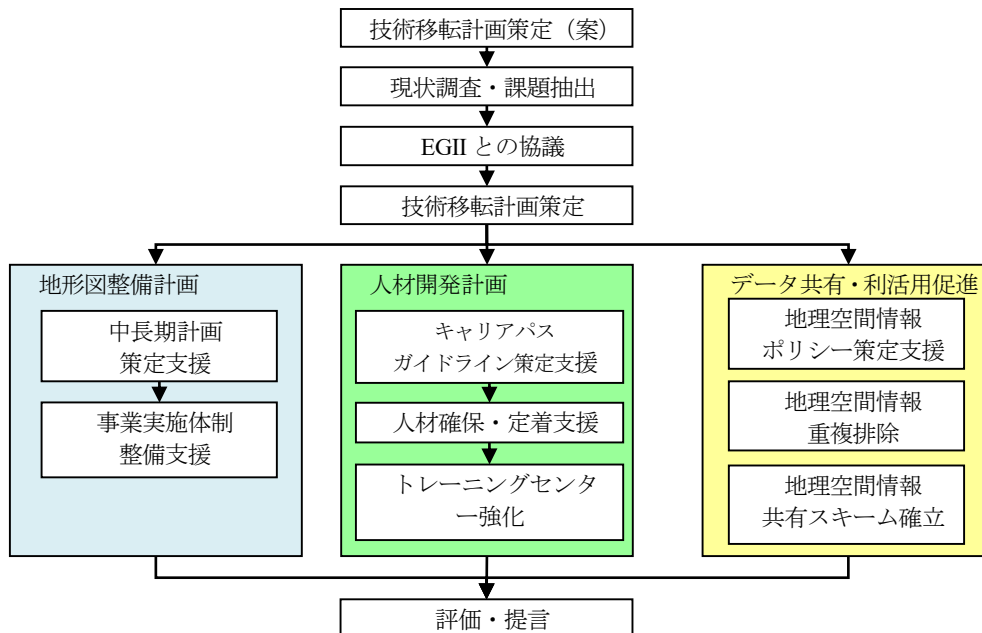 技術移転計画策定（案）
現状調査・課題抽出
EGII との協議
技術移転計画策定
地形図整備計画
中長期計画
策定支援
事業実施体制
整備支援
人材開発計画
キャリアパス
ガイドライン策定支援
人材確保・定着支援
トレーニングセンタ
ー強化
データ共有・利活用促進
地理空間情報
ポリシー策定支援
地理空間情報
重複排除
地理空間情報
共有スキーム確立
評価・提言